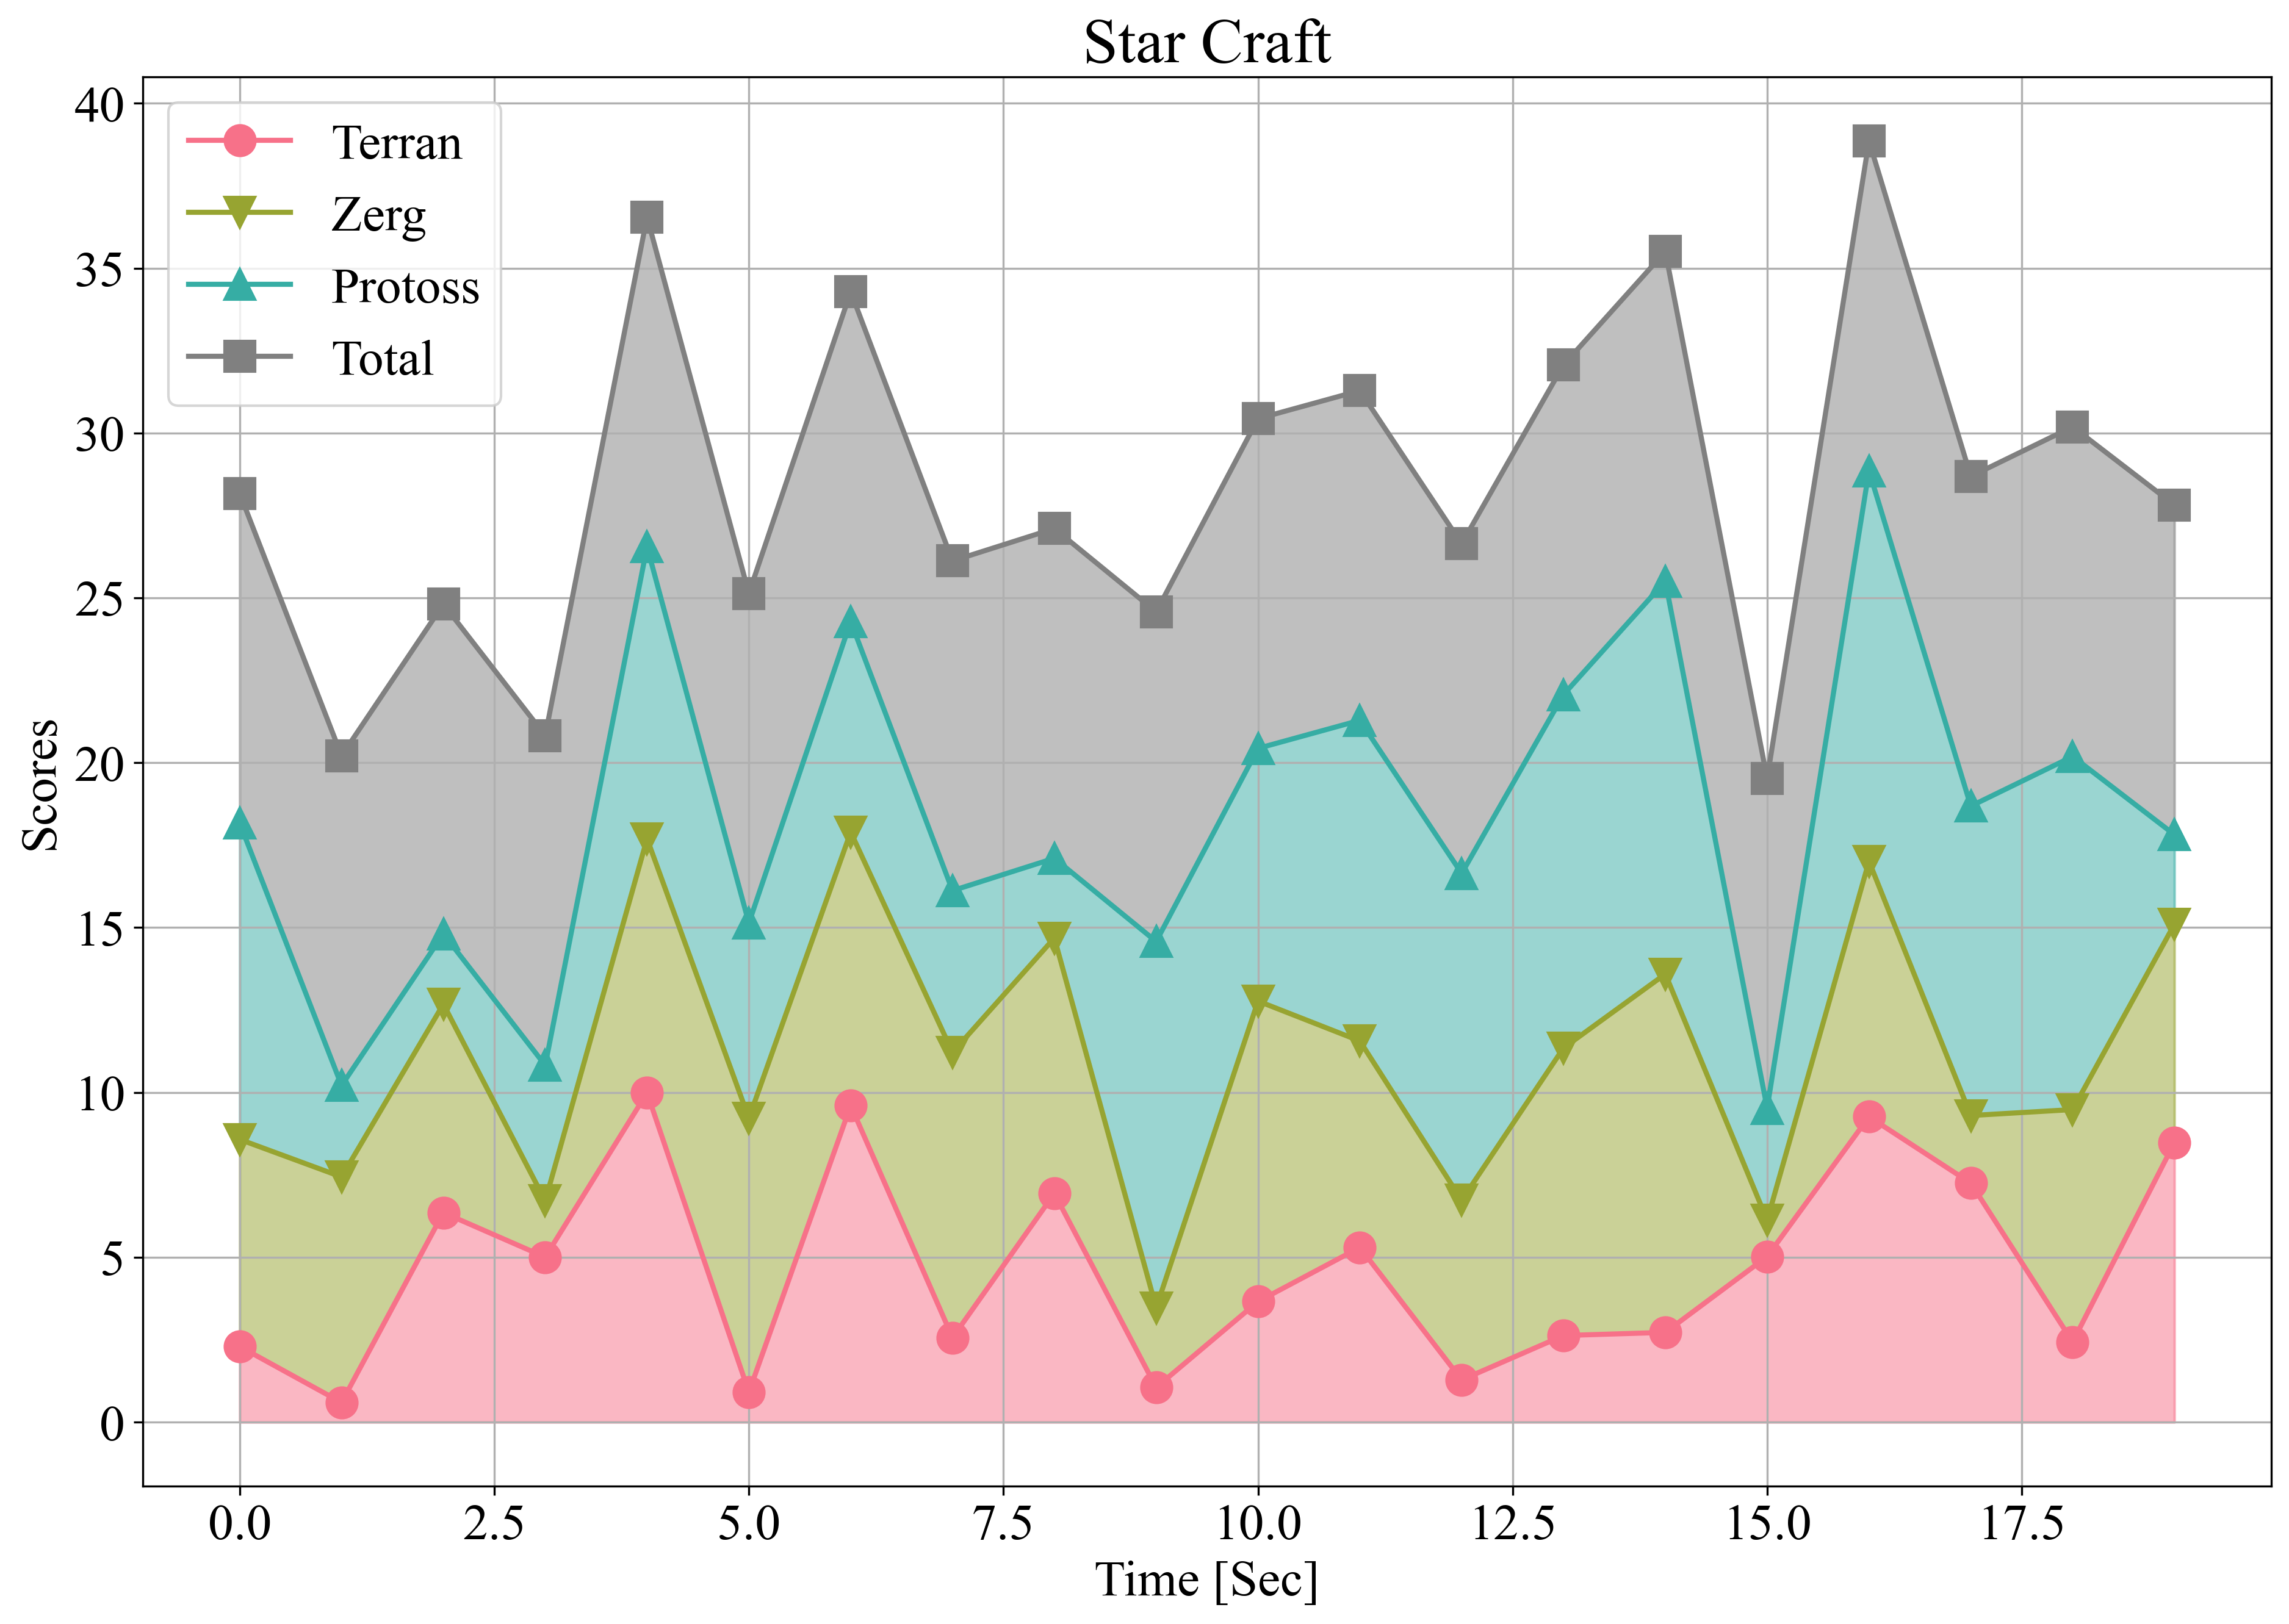 Star Craft
Terran
Zerg
Protoss
Total
40
35
30
25
20
15
10
5
0
Scores
0.0 2.5 5.0 7.5 10.0 12.5 15.0 17.5
Time [Sec]